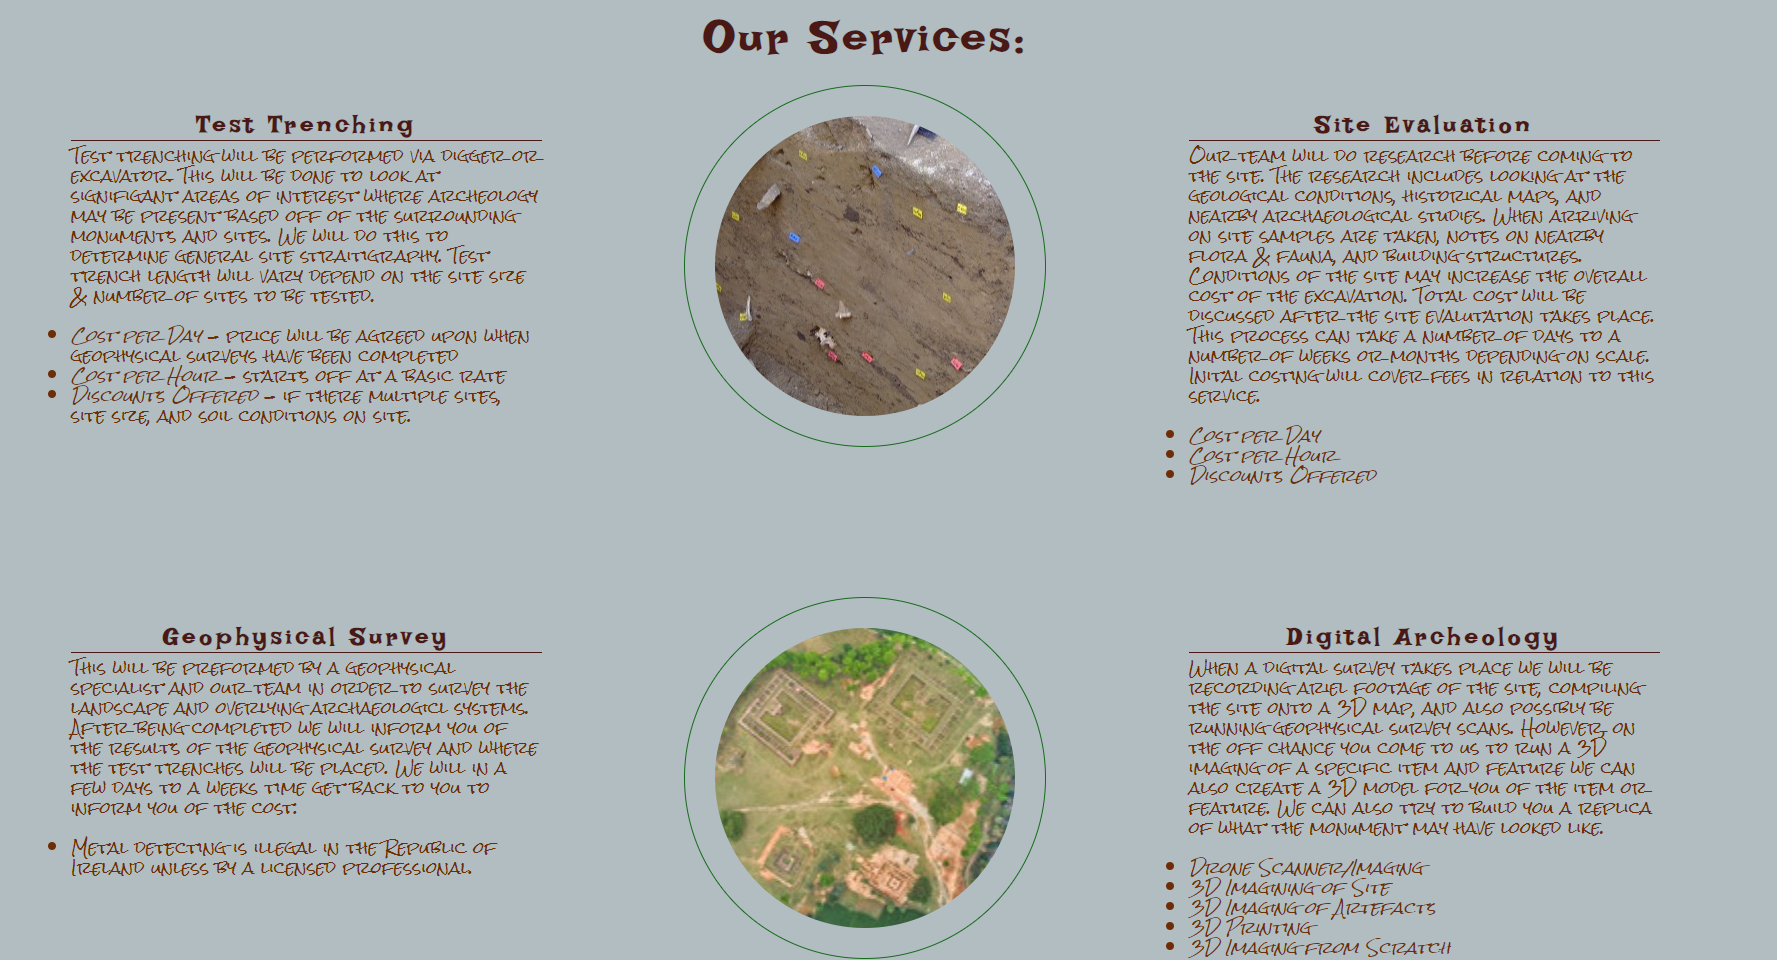 Our Services:
Test Trenching
Test trenching will be performed via digger or
excavator. This will be done to look at
signifigant areas of interest where archeology
may be present based off of the surrounding
monuments and sites. We will do this to
determine general site straitigraphy. Test
trench length will vary depend on the site size
& number of sites to be tested.
Cost per Day - price will be agreed upon when
geophysical surveys have been completed
Cost per Hour - starts off at a basic rate
Discounts Offered - if there multiple sites,
site size, and soil conditions on site.
Site Evaluation
Our team will do research before coming to
the site. The research includes looking at the
geological conditions, historical maps, and
nearby archaeological studies. When arriving
on site samples are taken, notes on nearby
flora & fauna, and building structures.
Conditions of the site may increase the overall
cost of the excavation. Total cost will be
discussed after the site evalutation takes place.
This process can take a number of days to a
number of weeks or months depending on scale.
Inital costing will cover fees in relation to this
service.
Cost per Day
Cost per Hour
Discounts Offered
Geophysical Survey
This will be preformed by a geophysical
specialist and our team in order to survey the
landscape and overlying archaeologicl systems.
After being completed we will inform you of
the results of the geophysical survey and where
the test trenches will be placed. We will in a
few days to a weeks time get back to you to
inform you of the cost:
Metal detecting is illegal in the Republic of
Ireland unless by a licensed professional.
Digital Archeology
When a digital survey takes place we will be
recording ariel footage of the site, compiling
the site onto a 3D map, and also possibly be
running geophysical survey scans. However on
the off chance you come to us to run a 3D
imaging of a specific item and feature we can
also create a 3D model for you of the item or
feature. We can also try to build you a replica
of what the monument may have looked like.
Drone Scanner/Imaging
3D Imagining of Site
3D Imaging of Artefacts
3D Printing
3D Imaging from Scratch